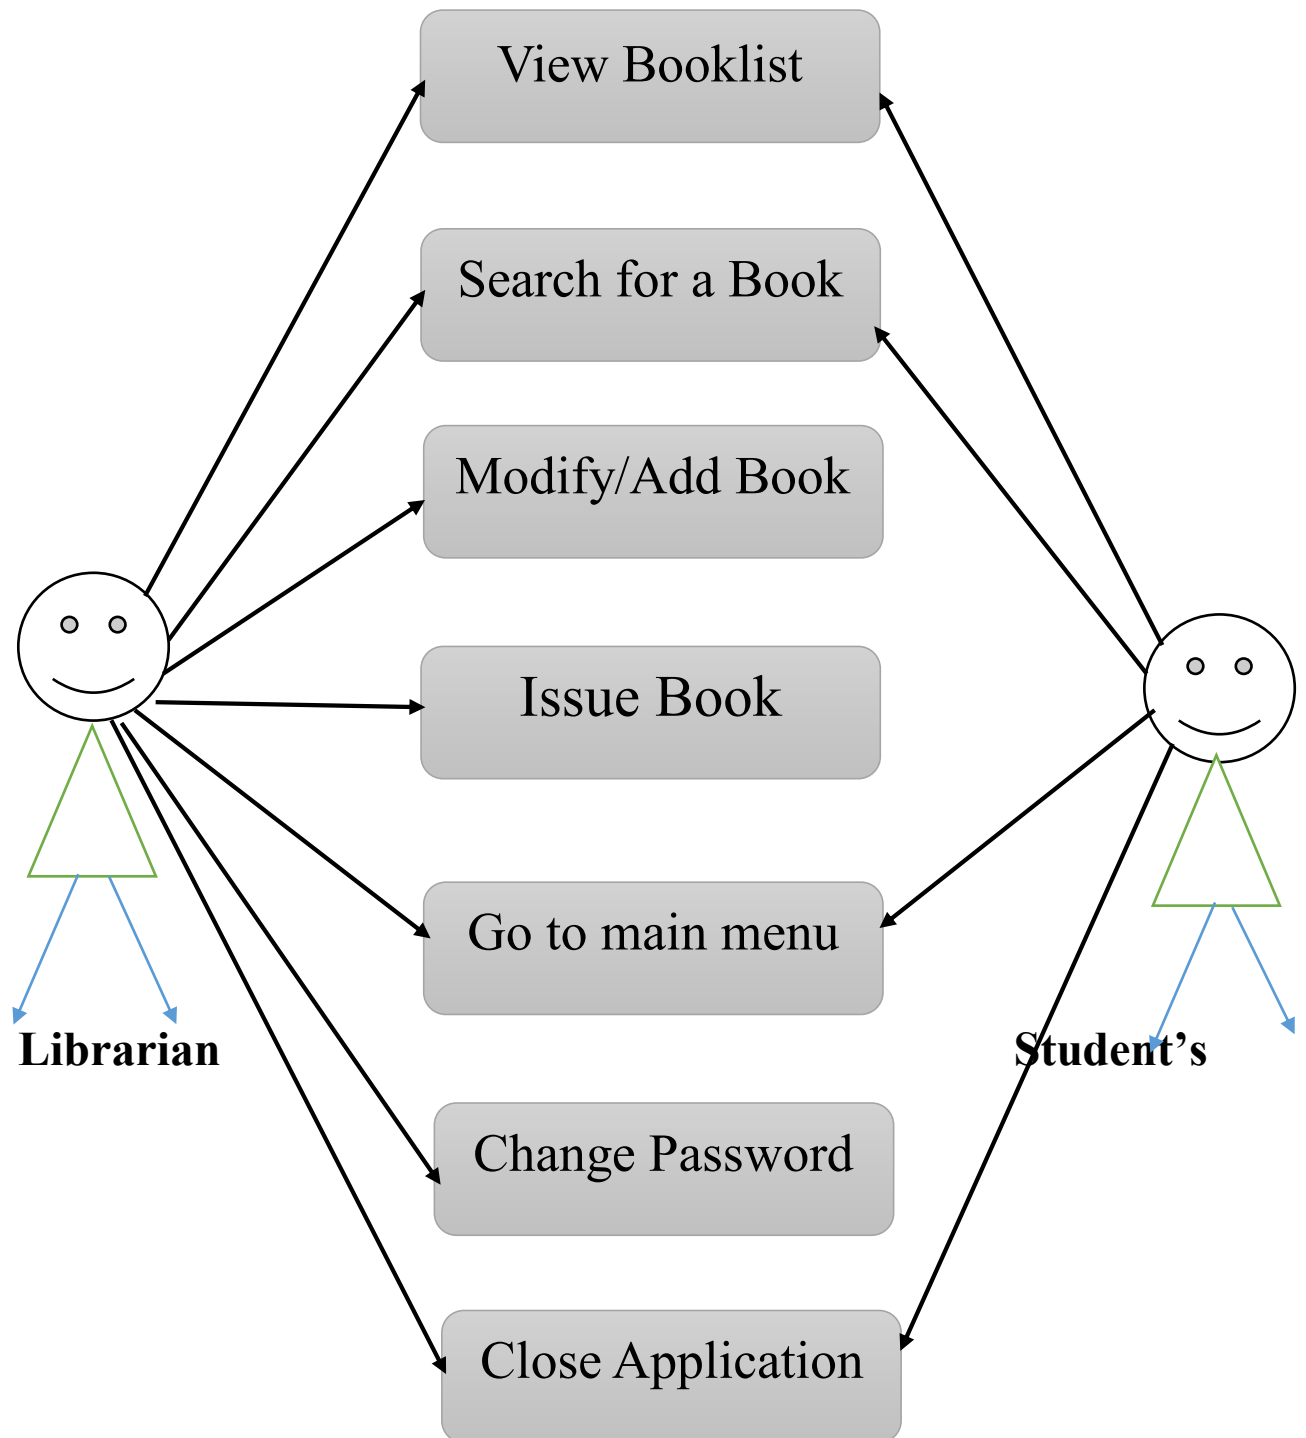 View Booklist
Search for a Book
Modify/Add Book
Issue Book
Go to main menu
Librarian
Student’s
Change Password
Close Application